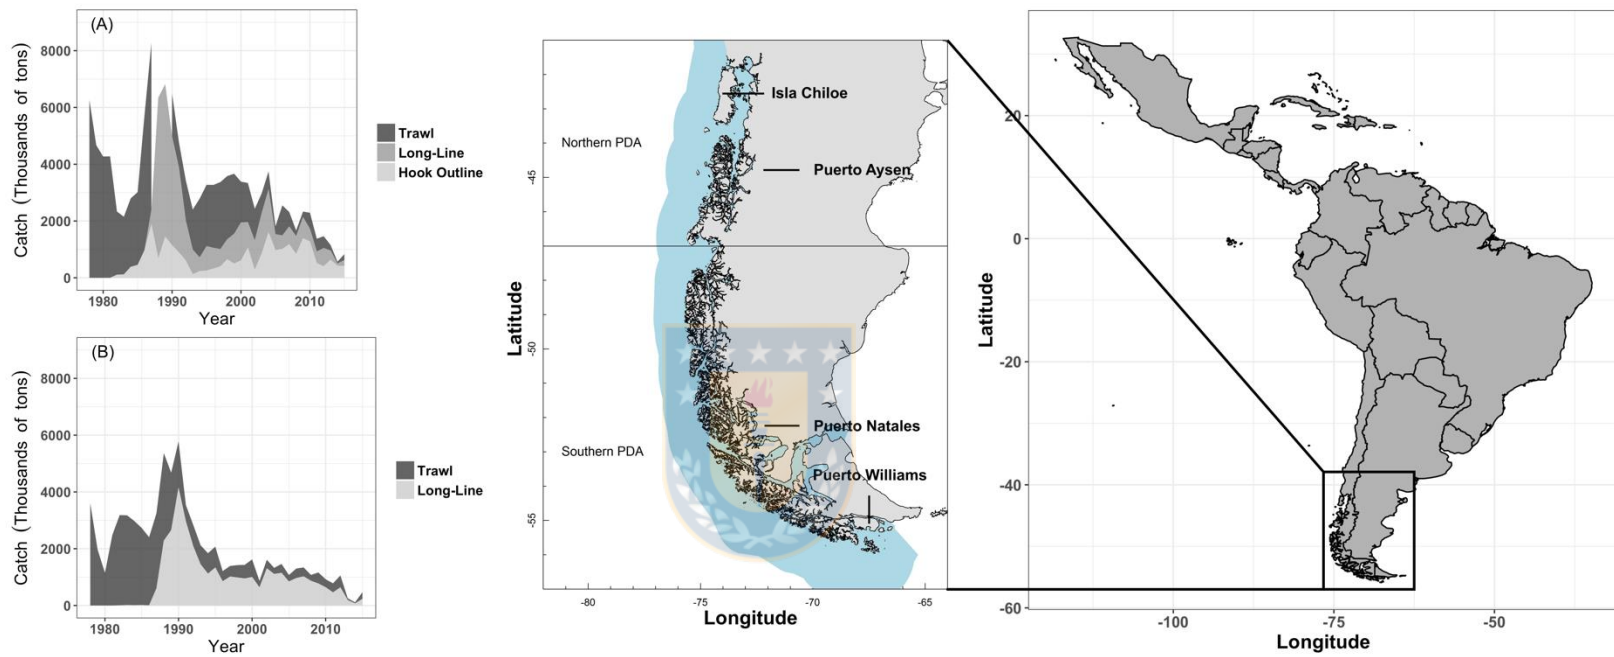 (A)
8000
6000
4000
2000
0
Catch (Thousands of tons)
1980
1990
2000
2010
Year
Trawl
Long-Line
Hook Outline
(B)
8000
6000
4000
2000
0
Catch (Thousands of tons)
1980
1990
2000
2010
Year
Trawl
Long-Line
Isla Chiloe
Northern PDA
Puerto Aysen
-45
Latitude
-50
Puerto Natales
Southern PDA
Puerto Williams
-55
-80
-75
-70
-65
Longitude
20
0
Latitude
-20
-40
-60
-100
-75
-50
Longitude